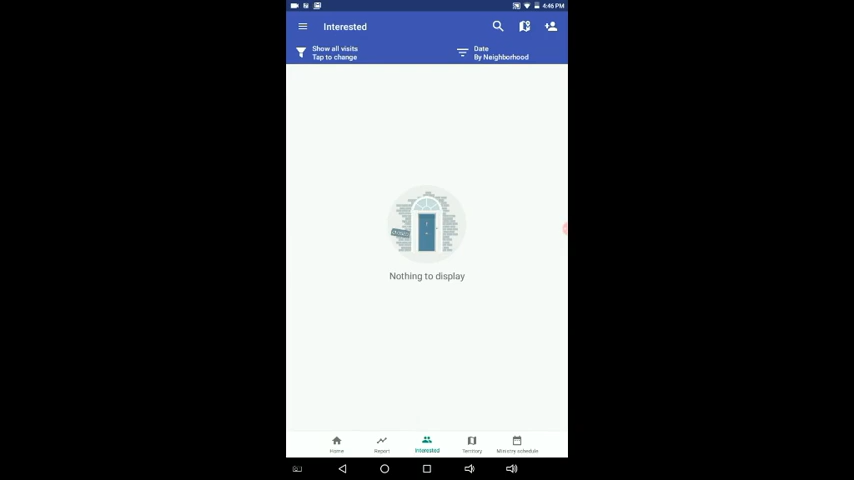 4:46 PM
Interested
Show all visits
Tap to change
Date
By Neighborhood
Nothing to display
Home
Report
Interested
Territory
Ministry schedule